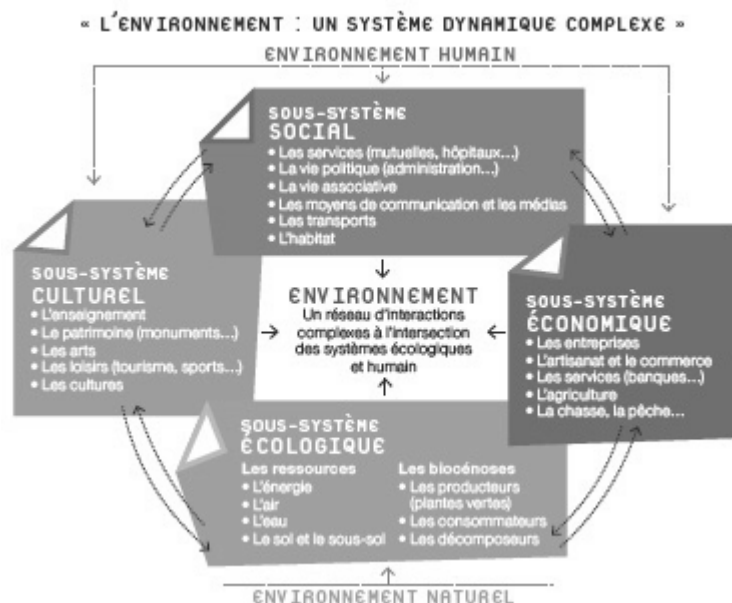 « L'ENVIRONNEMENT : UN SYSTÈME DYNAMIQUE COMPLEXE »
ENVIRONNEMENT HUMAIN
SOUS-SYSTÈME
SOCIAL
• Les services (mutuelles, hôpitaux...)
• La vie politique (administration...)
• La vie associative
• Les moyens de communication et les médias
• Les transports
• L'habitat
SOUS-SYSTÈME
CULTUREL
• L'enseignement
• Le patrimoine (monuments...)
• Les arts
• Les loisirs (tourisme, sports...)
• Les cultures
ENVIRONNEMENT
Un réseau d'interactions
complexes à l'intersection
des systèmes écologiques
et humain
SOUS-SYSTÈME
ÉCONOMIQUE
• Les entreprises
• L'artisanat et le commerce
• Les services (banques...)
• L'agriculture
• La chasse, la pêche...
SOUS-SYSTÈME
ÉCOLOGIQUE
Les ressources
• L'énergie
• L'air
• L'eau
• Le sol et le sous-sol
Les biocénoses
• Les producteurs
(plantes vertes)
• Les consommateurs
• Les décomposeurs
ENVIRONNEMENT NATUREL